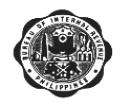 BUREAU OF INTERNAL REVENUE
PHILIPPINES